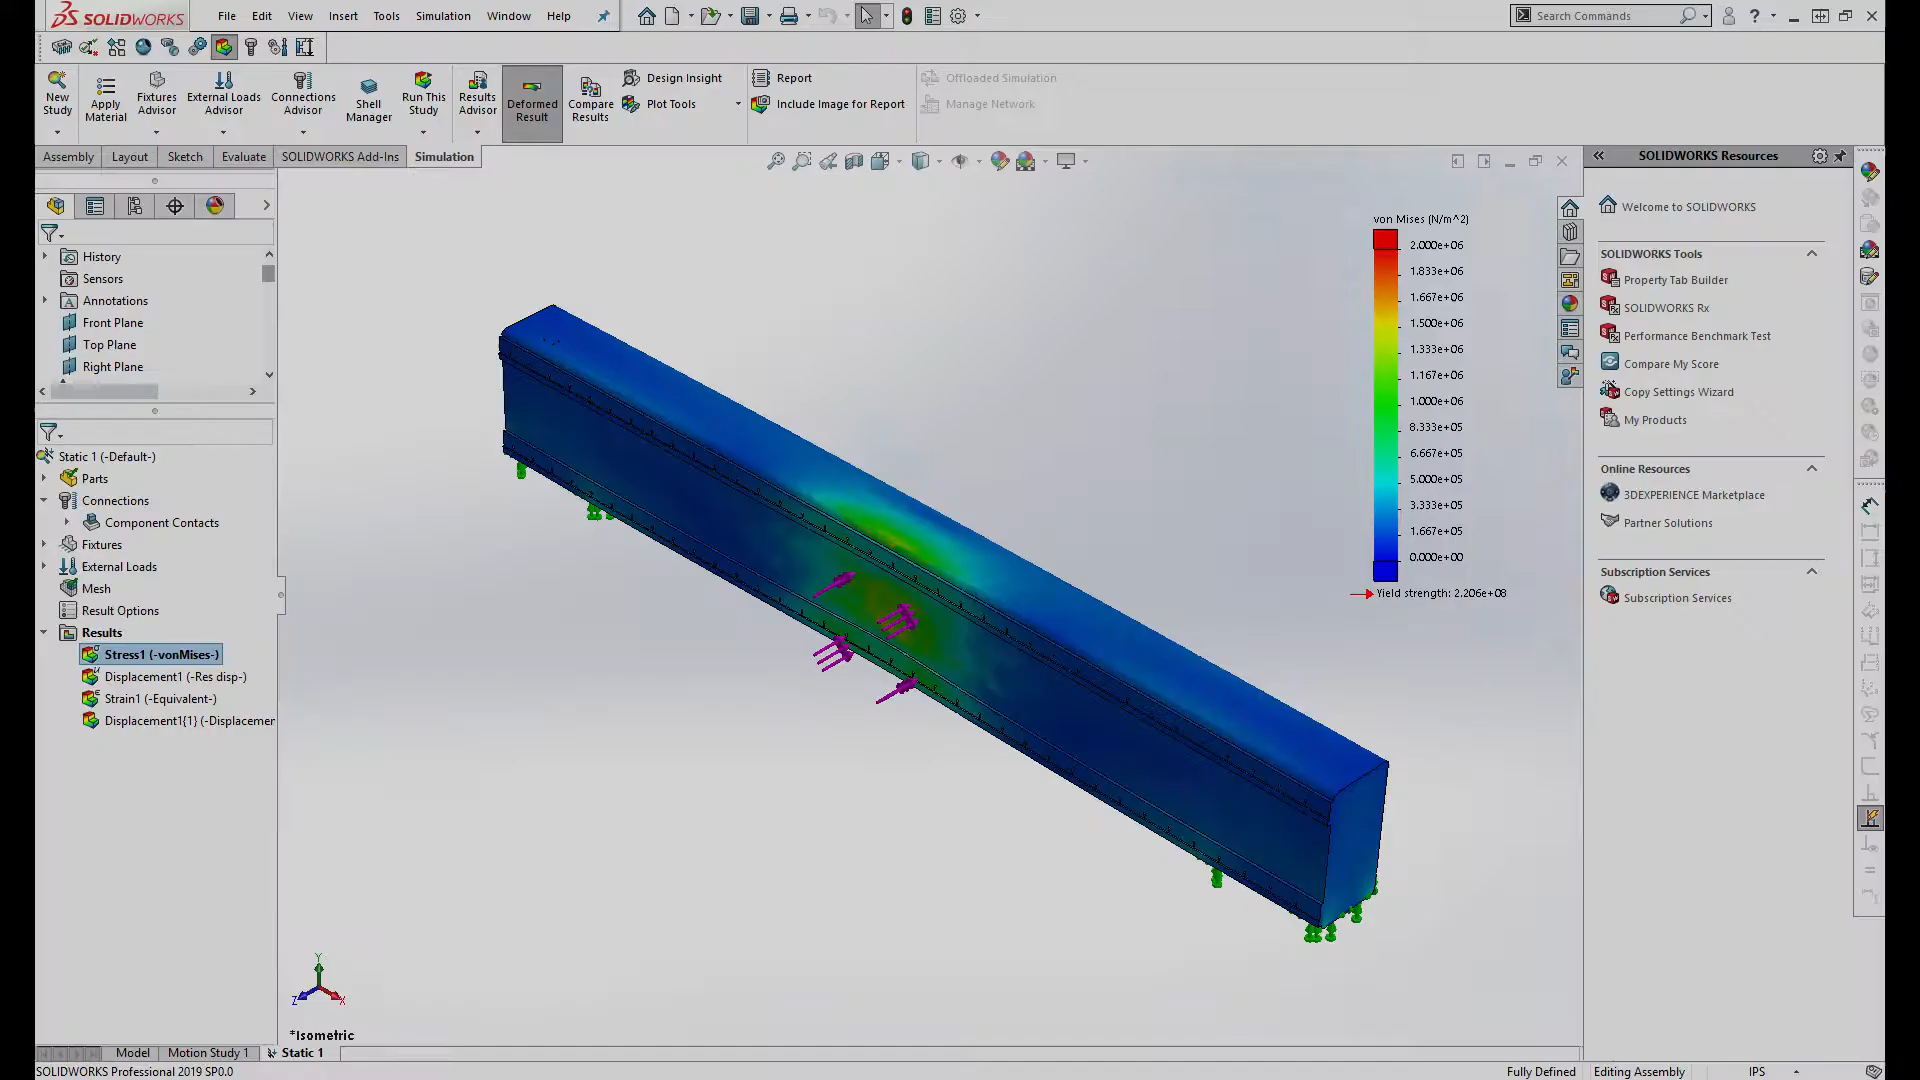 SOLIDWORKS
File Edit View Insert Tools Simulation Window Help
Search Commands
New Study
Apply Material
Fixtures Advisor
External Loads Advisor
Connections Advisor
Shell Manager
Run This Study
Results Advisor
Deformed Result
Compare Results
Design Insight
Plot Tools
Report
Include Image for Report
Offloaded Simulation
Manage Network
Assembly Layout Sketch Evaluate SOLIDWORKS Add-Ins Simulation
History
Sensors
Annotations
Front Plane
Top Plane
Right Plane
Static 1 (-Default-)
Parts
Connections
Component Contacts
Fixtures
External Loads
Mesh
Result Options
Results
Stress1 (-vonMises-)
Displacement1 (-Res disp-)
Strain1 (-Equivalent-)
Displacement1{1} (-Displacemen
von Mises (N/m^2)
2.000e+06
1.833e+06
1.667e+06
1.500e+06
1.333e+06
1.167e+06
1.000e+06
8.333e+05
6.667e+05
5.000e+05
3.333e+05
1.667e+05
0.000e+00
Yield strength: 2.206e+08
Y
Z X
*Isometric
SOLIDWORKS Resources
Welcome to SOLIDWORKS
SOLIDWORKS Tools
Property Tab Builder
SOLIDWORKS Rx
Performance Benchmark Test
Compare My Score
Copy Settings Wizard
My Products
Online Resources
3DEXPERIENCE Marketplace
Partner Solutions
Subscription Services
Subscription Services
Model Motion Study 1 Static 1
SOLIDWORKS Professional 2019 SP0.0
Fully Defined Editing Assembly IPS